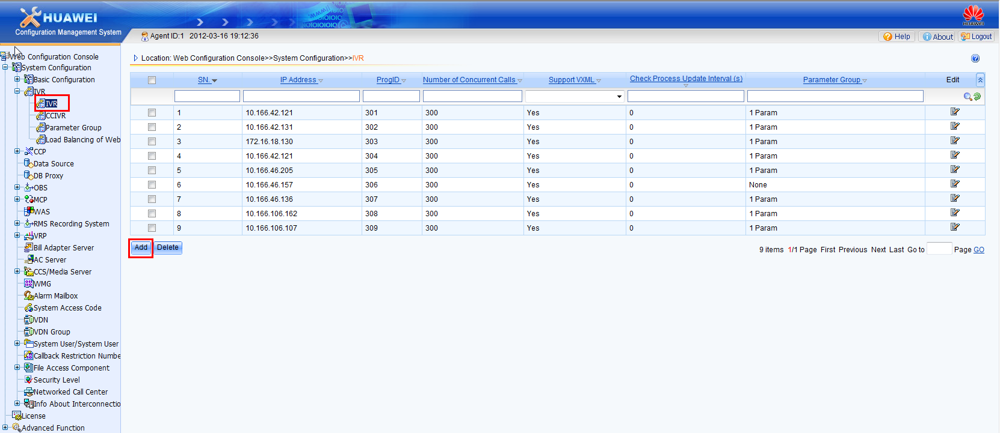 HUAWEI
Configuration Management System
HUAWEI
Agent ID:1 2012-03-16 19:12:36
Help About Logout
Web Configuration Console
System Configuration
Basic Configuration
IVR
IVR
CCIVR
Parameter Group
Load Balancing of Web
CCP
Data Source
DB Proxy
OBS
MCP
WAS
RMS Recording System
VRP
Bill Adapter Server
AC Server
CCS/Media Server
WMG
Alarm Mailbox
System Access Code
VDN
VDN Group
System User/System User
Callback Restriction Numbe
File Access Component
Security Level
Networked Call Center
Info About Interconnectio
License
Advanced Function
Location: Web Configuration Console>>System Configuration>>IVR
SN. IP Address ProgID Number of Concurrent Calls Support VXML Check Process Update Interval (s) Parameter Group Edit
1 10.166.42.121 301 300 Yes 0 1 Param
2 10.166.42.131 302 300 Yes 0 1 Param
3 172.16.18.130 303 300 Yes 0 1 Param
4 10.166.42.121 304 300 Yes 0 1 Param
5 10.166.46.205 305 300 Yes 0 1 Param
6 10.166.46.157 306 300 Yes 0 None
7 10.166.46.136 307 300 Yes 0 1 Param
8 10.166.106.162 308 300 Yes 0 1 Param
9 10.166.106.107 309 300 Yes 0 1 Param
Add Delete
9 items 1/1 Page First Previous Next Last Go to Page GO